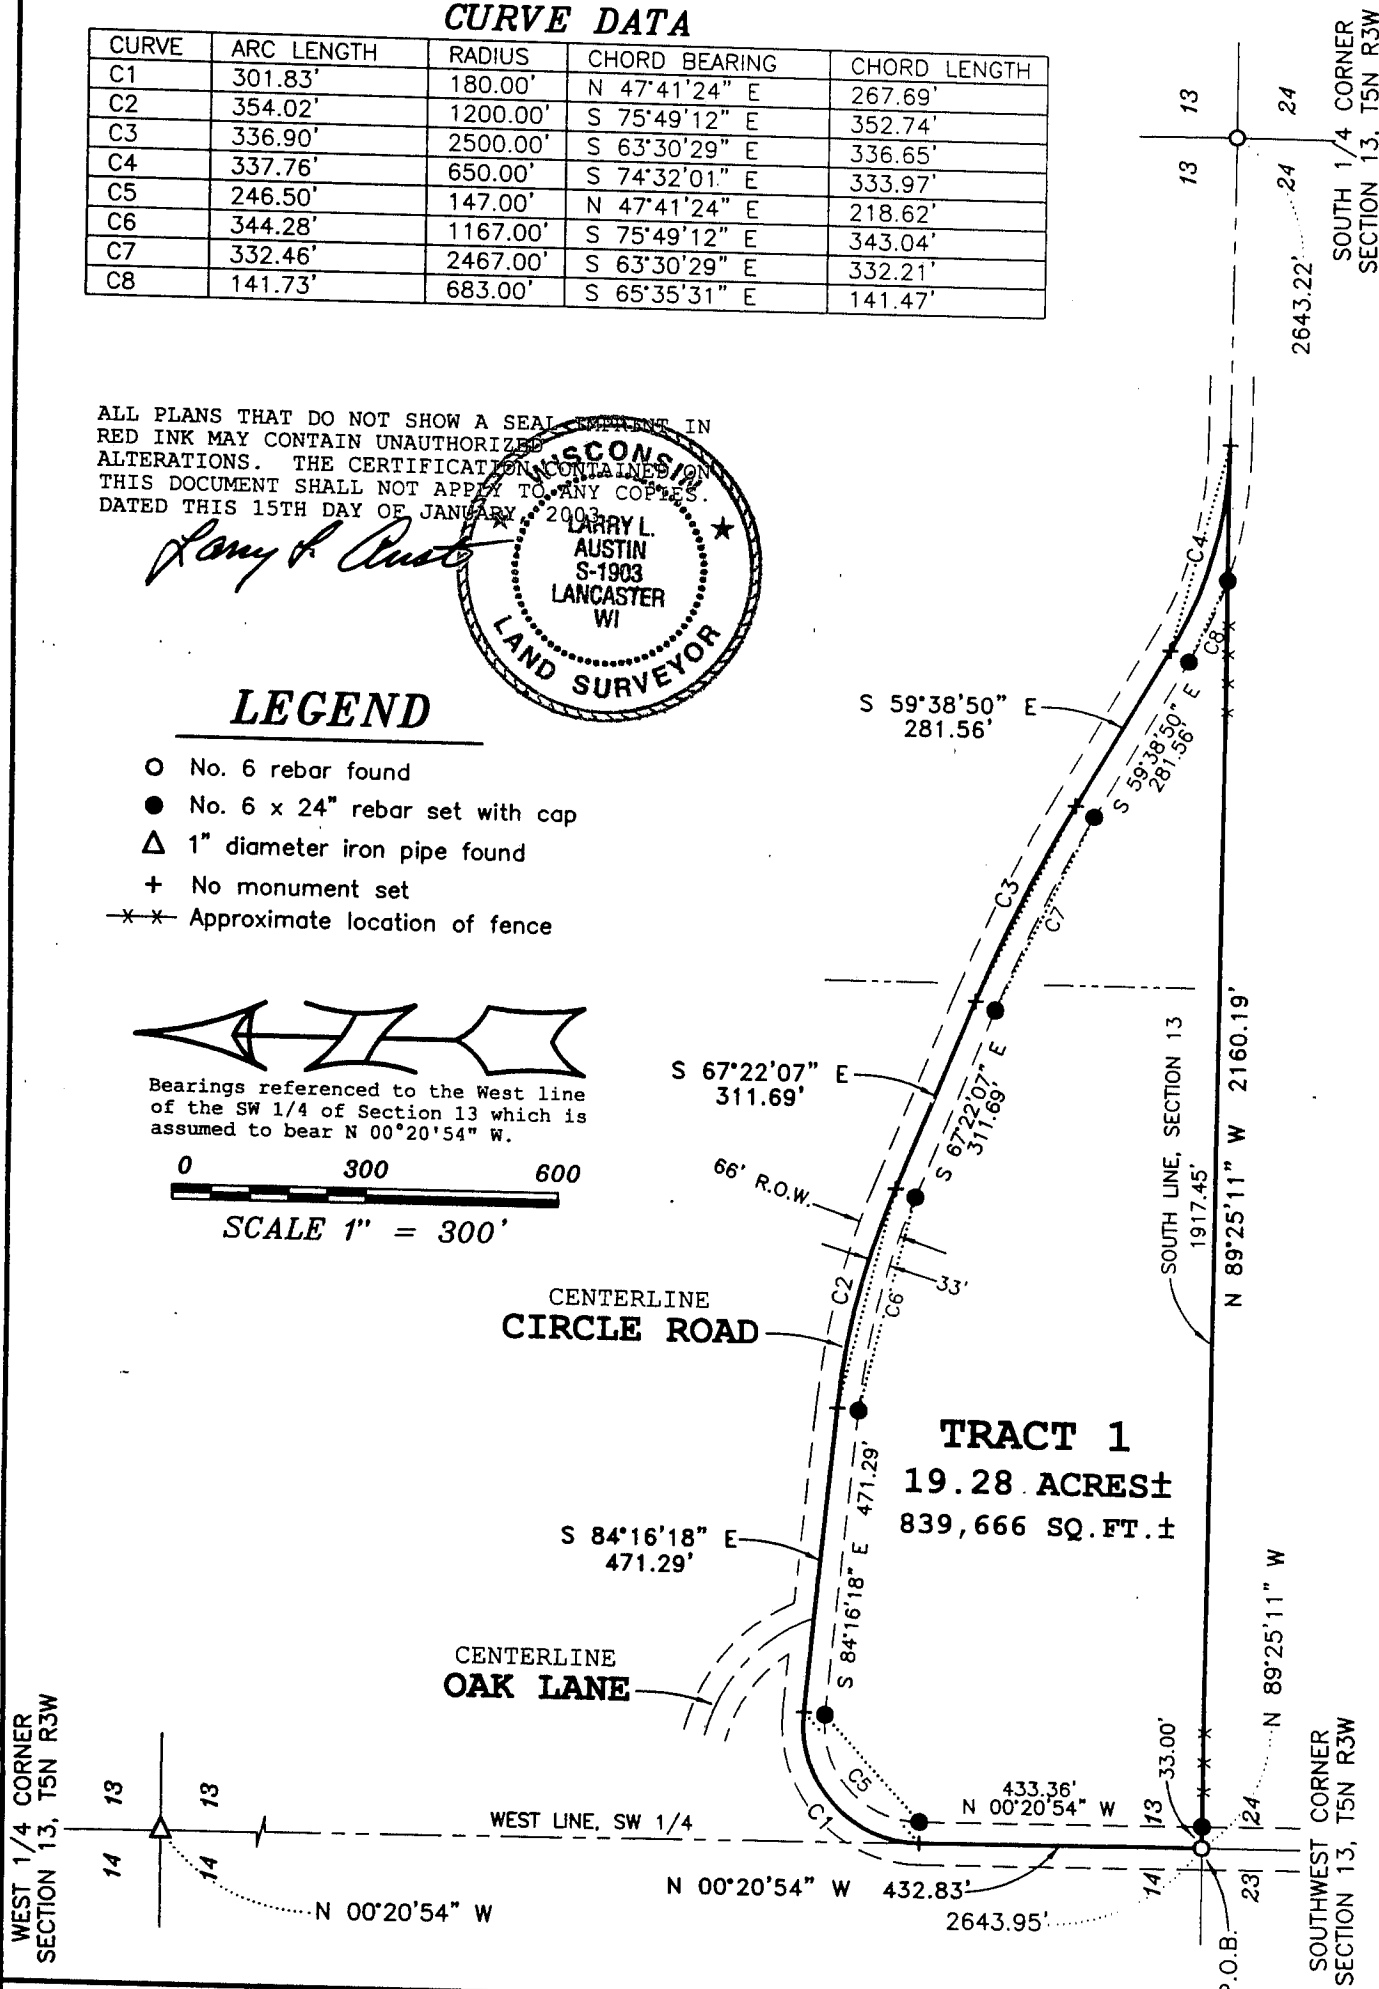 CURVE DATA
CURVE ARC LENGTH RADIUS CHORD BEARING CHORD LENGTH
C1 301.83' 180.00' N 47°41'24" E 267.69'
C2 354.02' 1200.00' S 75°49'12" E 352.74'
C3 336.90' 2500.00' S 63°30'29" E 336.65'
C4 337.76' 650.00' S 74°32'01" E 333.97'
C5 246.50' 147.00' N 47°41'24" E 218.62'
C6 344.28' 1167.00' S 75°49'12" E 343.04'
C7 332.46' 2467.00' S 63°30'29" E 332.21'
C8 141.73' 683.00' S 65°35'31" E 141.47'
13 24
13 24
SOUTH 1/4 CORNER
SECTION 13, T5N R3W
2643.22'
ALL PLANS THAT DO NOT SHOW A SEAL IMPRINT IN
RED INK MAY CONTAIN UNAUTHORIZED
ALTERATIONS. THE CERTIFICATION CONTAINED ON
THIS DOCUMENT SHALL NOT APPLY TO ANY COPIES.
DATED THIS 15TH DAY OF JANUARY, 2003
Larry L. Austin
WISCONSIN
LARRY L.
AUSTIN
S-1903
LANCASTER
WI
LAND SURVEYOR
LEGEND
No. 6 rebar found
No. 6 x 24" rebar set with cap
1" diameter iron pipe found
No monument set
Approximate location of fence
C4
C8
S 59°38'50" E
281.56'
S 59°38'50" E
281.56'
C3
C7
Bearings referenced to the West line
of the SW 1/4 of Section 13 which is
assumed to bear N 00°20'54" W.
0 300 600
SCALE 1" = 300'
S 67°22'07" E
311.69'
S 67°22'07" E
311.69'
66' R.O.W.
33'
C2
C6
SOUTH LINE, SECTION 13
1917.45'
N 89°25'11" W 2160.19'
CENTERLINE
CIRCLE ROAD
TRACT 1
19.28 ACRES±
839,666 SQ.FT.±
S 84°16'18" E
471.29'
S 84°16'18" E 471.29'
CENTERLINE
OAK LANE
C5
C1
433.36'
N 00°20'54" W
33.00'
N 89°25'11" W
13 24
14 23
WEST LINE, SW 1/4
N 00°20'54" W 432.83'
2643.95'
P.O.B.
SOUTHWEST CORNER
SECTION 13, T5N R3W
WEST 1/4 CORNER
SECTION 13, T5N R3W
13 13
14 14
N 00°20'54" W